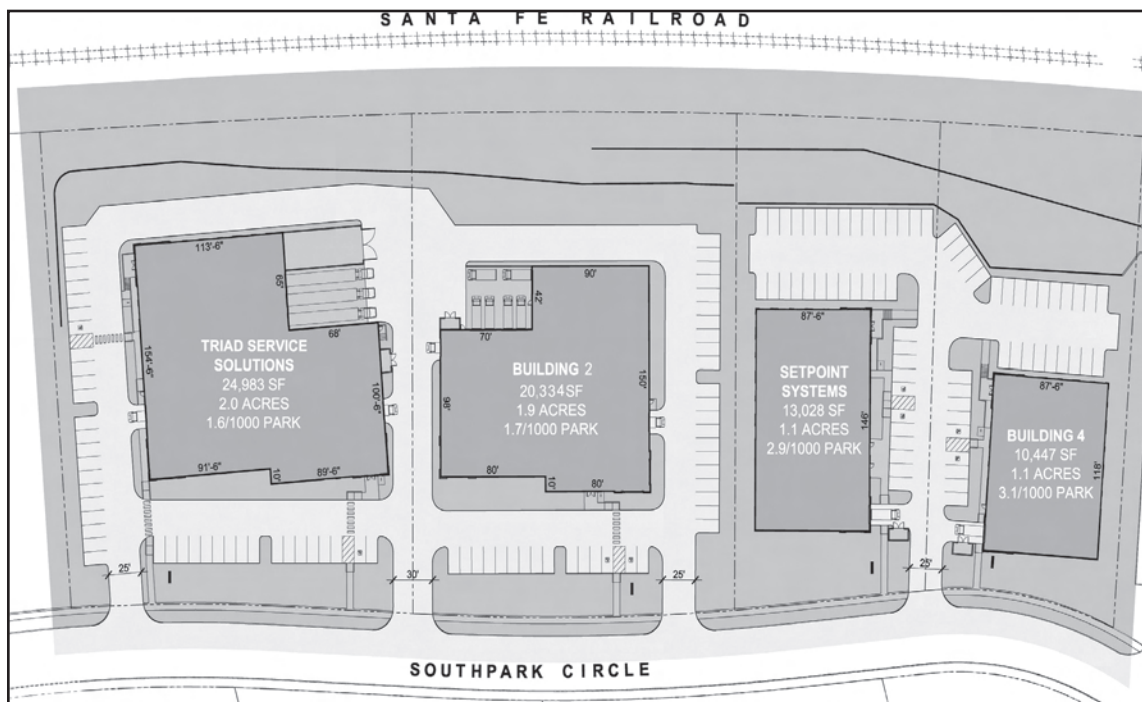 SANTA FE RAILROAD
113'-6"
65'
68'
154'-6"
TRIAD SERVICE
SOLUTIONS
24,983 SF
2.0 ACRES
1.6/1000 PARK
100'-6"
91'-6"
10'
89'-6"
90'
42'
70'
BUILDING 2
20,334 SF
1.9 ACRES
1.7/1000 PARK
150'
98'
80'
10'
80'
87'-6"
SETPOINT
SYSTEMS
13,028 SF
1.1 ACRES
2.9/1000 PARK
146'
87'-6"
BUILDING 4
10,447 SF
1.1 ACRES
3.1/1000 PARK
118'
25'
30'
25'
25'
SOUTHPARK CIRCLE